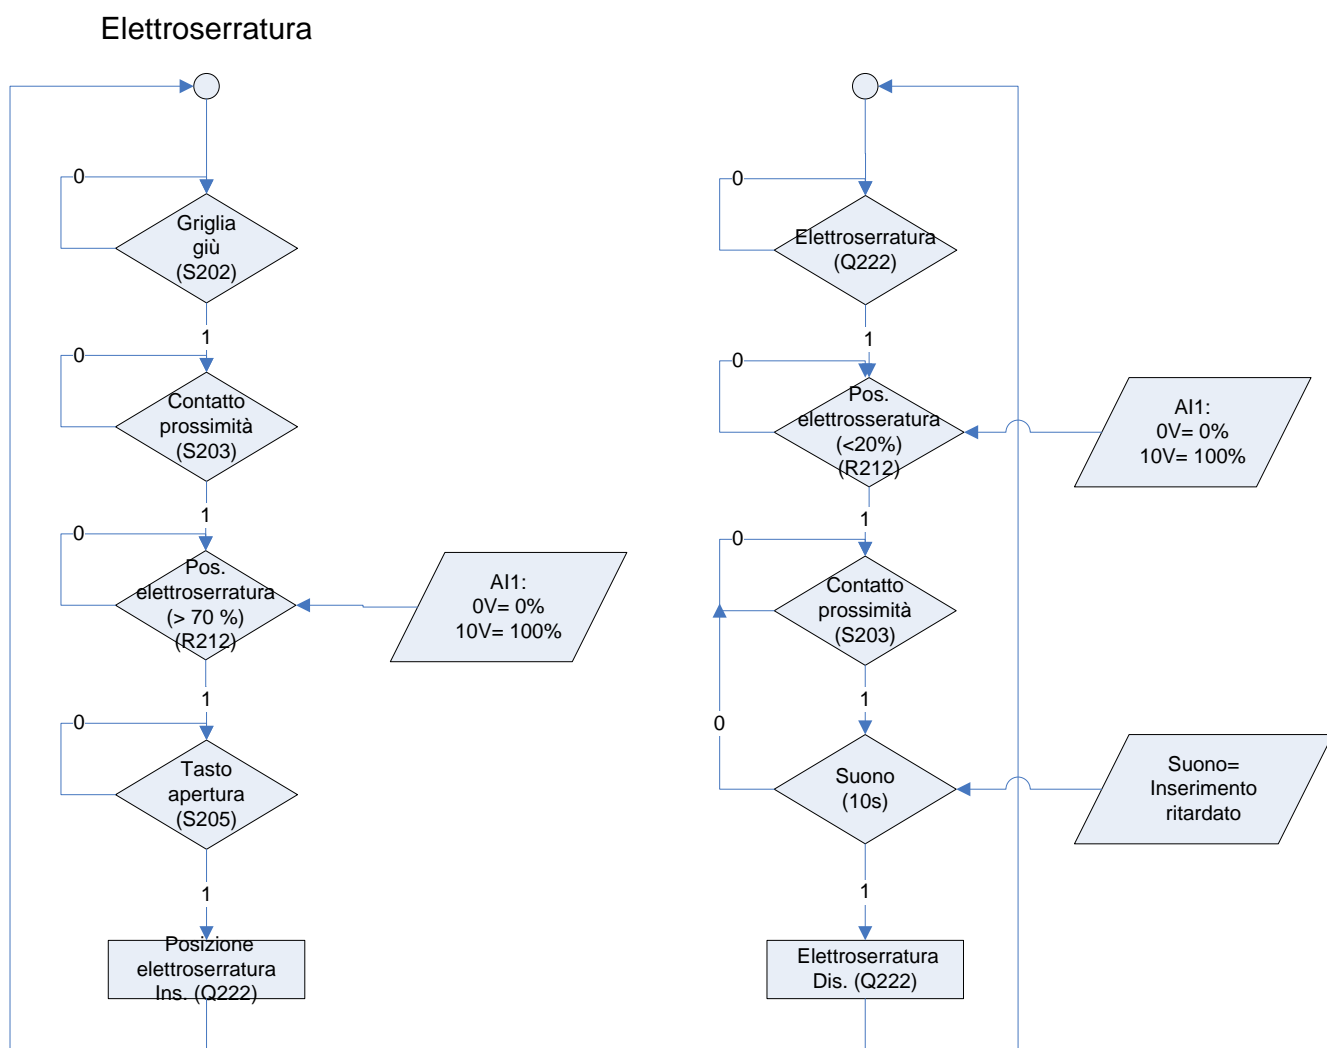 Elettroserratura
0
Griglia
giù
(S202)
1
0
Contatto
prossimità
(S203)
1
0
Pos.
elettroserratura
(> 70 %)
(R212)
AI1:
0V= 0%
10V= 100%
1
0
Tasto
apertura
(S205)
1
Posizione
elettroserratura
Ins. (Q222)
0
Elettroserratura
(Q222)
1
0
Pos.
elettrosseratura
(<20%)
(R212)
AI1:
0V= 0%
10V= 100%
1
0
Contatto
prossimità
(S203)
1
0
Suono
(10s)
Suono=
Inserimento
ritardato
1
Elettroserratura
Dis. (Q222)